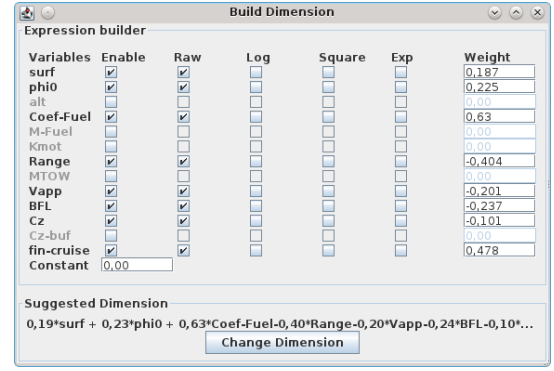 Build Dimension
Expression builder
Variables Enable Raw Log Square Exp Weight
surf 0,187
phi0 0,225
alt 0,00
Coef-Fuel 0,63
M-Fuel 0,00
Kmot 0,00
Range -0,404
MTOW 0,00
Vapp -0,201
BFL -0,237
Cz -0,101
Cz-buf 0,00
fin-cruise 0,478
Constant 0,00
Suggested Dimension
0,19*surf + 0,23*phi0 + 0,63*Coef-Fuel-0,40*Range-0,20*Vapp-0,24*BFL-0,10*...
Change Dimension